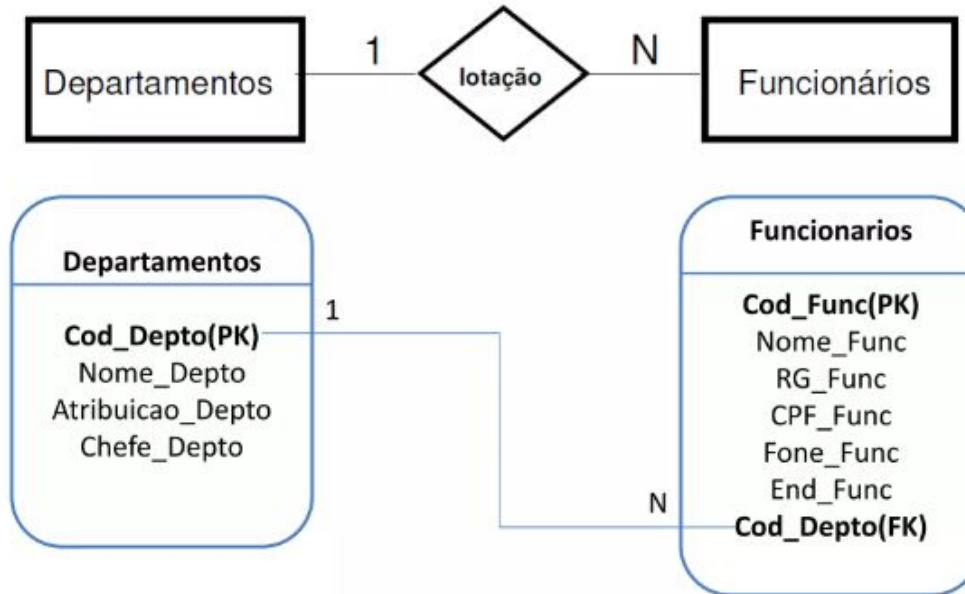 Departamentos
1
lotação
N
Funcionários
Departamentos
Cod_Depto(PK)
Nome_Depto
Atribuicao_Depto
Chefe_Depto
1
N
Funcionarios
Cod_Func(PK)
Nome_Func
RG_Func
CPF_Func
Fone_Func
End_Func
Cod_Depto(FK)